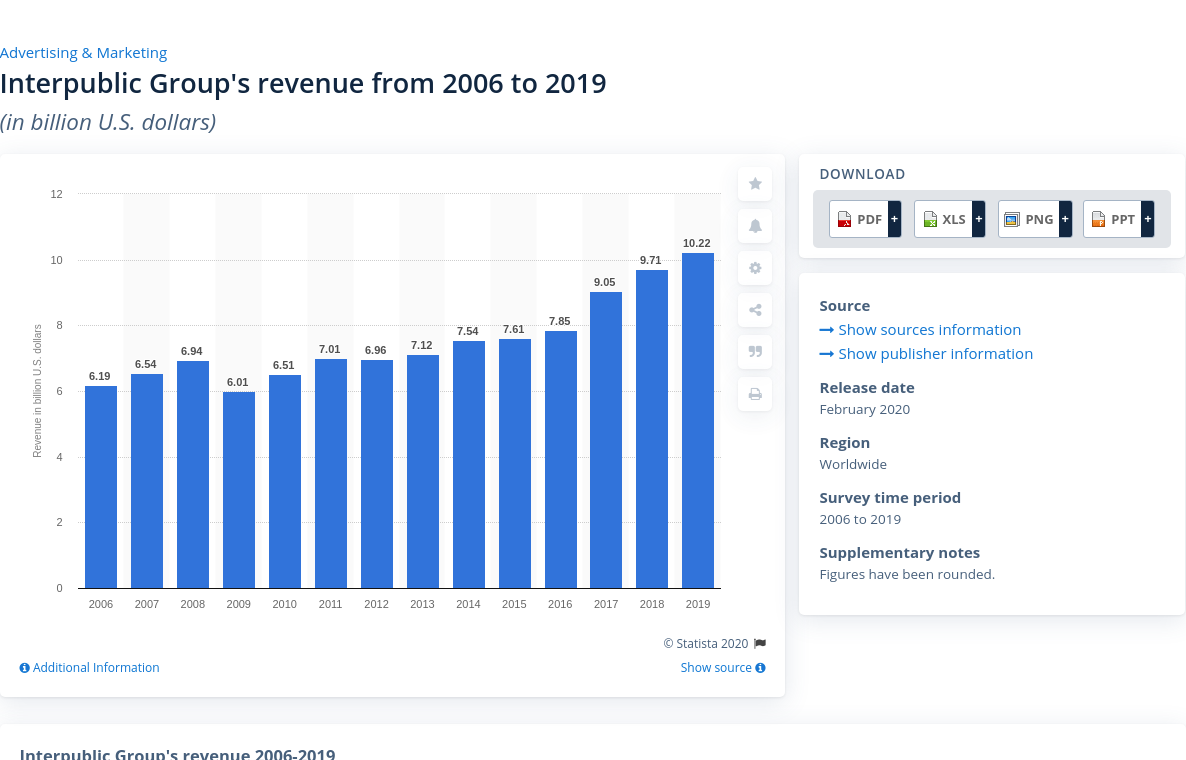 Advertising & Marketing
Interpublic Group's revenue from 2006 to 2019
(in billion U.S. dollars)
Revenue in billion U.S. dollars
12
10
8
6
4
2
0
6.19
6.54
6.94
6.01
6.51
7.01
6.96
7.12
7.54
7.61
7.85
9.05
9.71
10.22
2006 2007 2008 2009 2010 2011 2012 2013 2014 2015 2016 2017 2018 2019
© Statista 2020
Additional Information
Show source
DOWNLOAD
PDF + XLS + PNG + PPT +
Source
Show sources information
Show publisher information
Release date
February 2020
Region
Worldwide
Survey time period
2006 to 2019
Supplementary notes
Figures have been rounded.
Interpublic Group's revenue 2006-2019